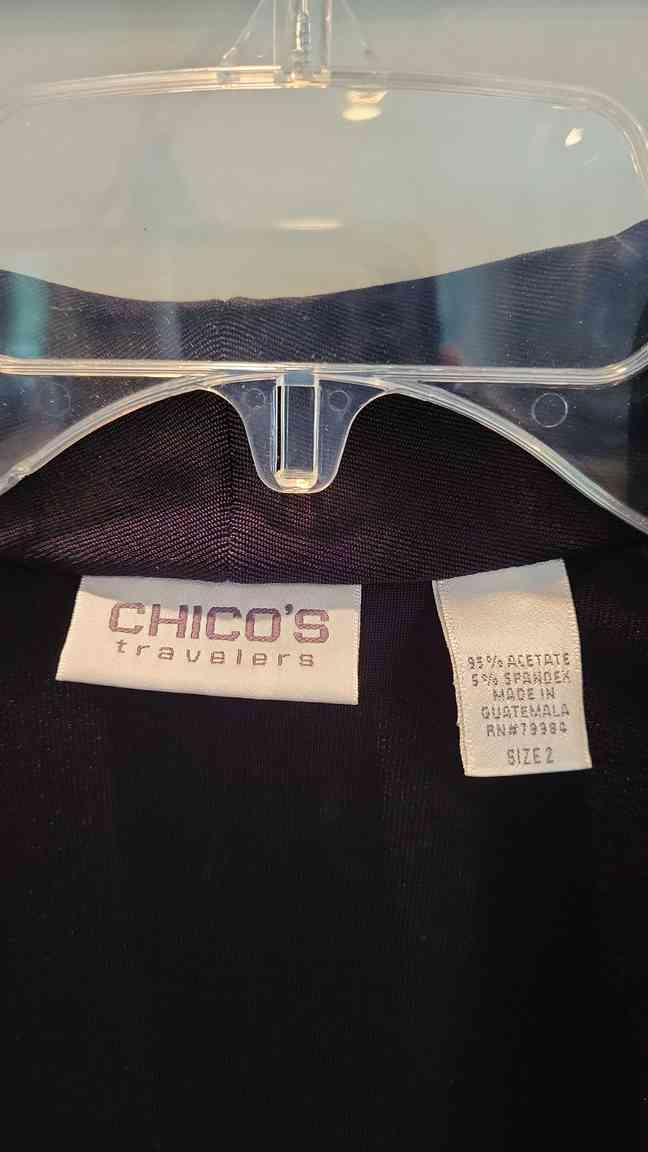 CHICO'S
travelers
95% ACETATE
5% SPANDEX
MADE IN
GUATEMALA
RN#79984
SIZE 2